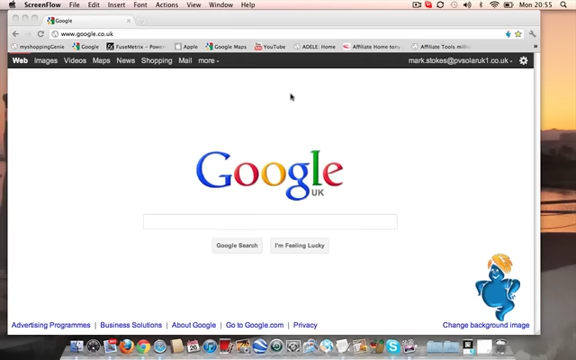 ScreenFlow File Edit Insert Font Actions View Window Help Mon 20:55
Google
www.google.co.uk
myshoppingGenie Google FuseMetrix - Pow Apple Google Maps YouTube ADELE: Home Affiliate Home Affiliate Tools
Web Images Videos Maps News Shopping Mail more mark.stokes@pvsolaruk1.co.uk
Google
UK
Google Search I'm Feeling Lucky
Advertising Programmes Business Solutions About Google Go to Google.com Privacy Change background image